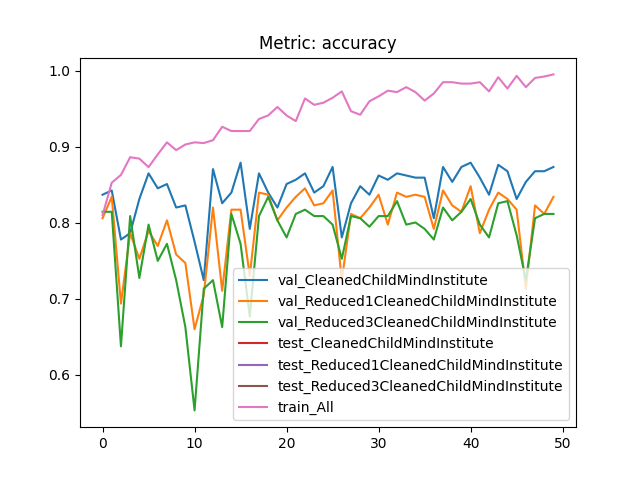 Metric: accuracy
1.0
0.9
0.8
0.7
0.6
0
10
20
30
40
50
val_CleanedChildMindInstitute
val_Reduced1CleanedChildMindInstitute
val_Reduced3CleanedChildMindInstitute
test_CleanedChildMindInstitute
test_Reduced1CleanedChildMindInstitute
test_Reduced3CleanedChildMindInstitute
train_All